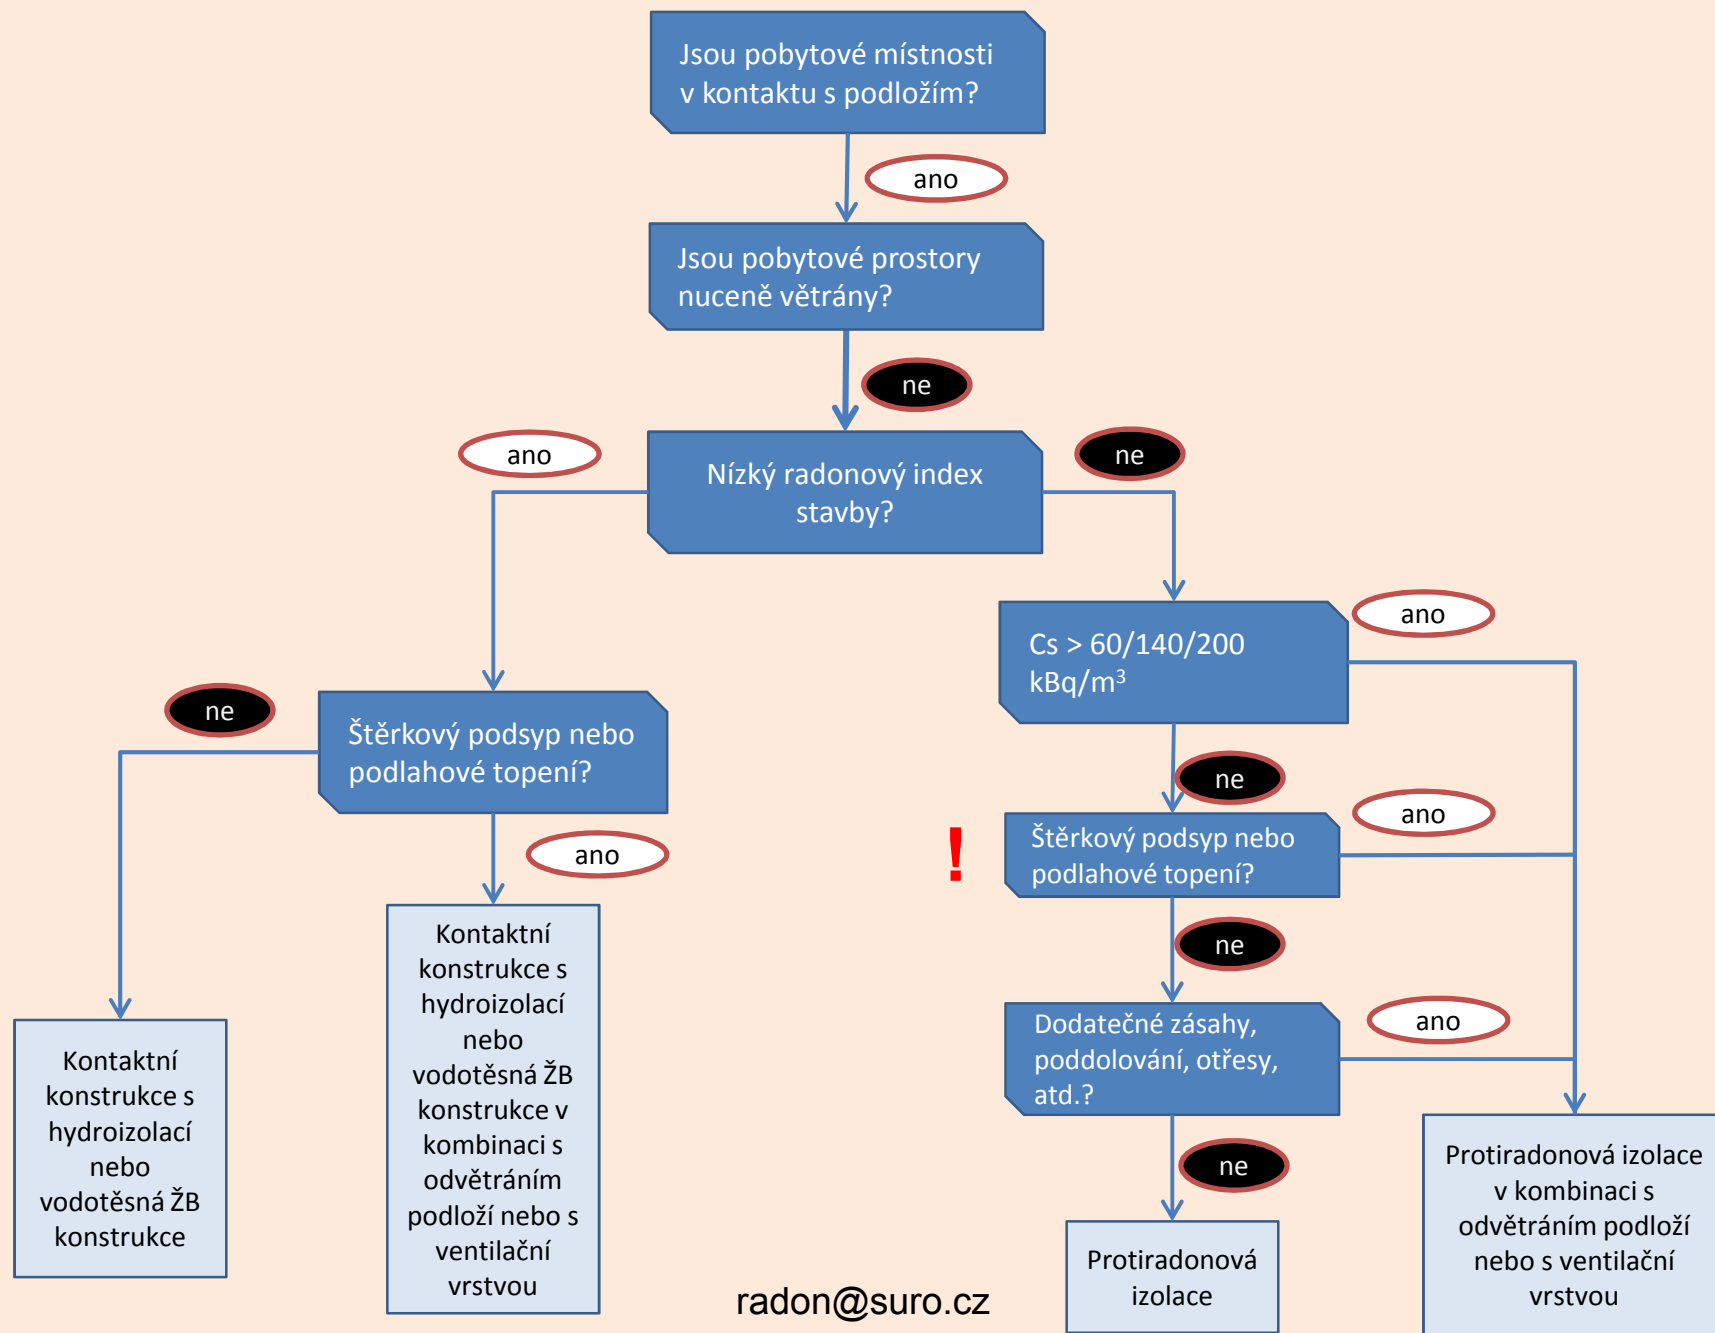 Jsou pobytové místnosti
v kontaktu s podložím?
ano
Jsou pobytové prostory
nuceně větrány?
ne
ano
ne
Nízký radonový index
stavby?
ano
Cs > 60/140/200
kBq/m³
ne
Štěrkový podsyp nebo
podlahové topení?
ne
ano
!
Štěrkový podsyp nebo
podlahové topení?
ano
ne
Kontaktní
konstrukce s
hydroizolací
nebo
vodotěsná ŽB
konstrukce v
kombinaci s
odvětráním
podloží nebo s
ventilační
vrstvou
Dodatečné zásahy,
poddolování, otřesy,
atd.?
ano
Kontaktní
konstrukce s
hydroizolací
nebo
vodotěsná ŽB
konstrukce
ne
Protiradonová
izolace
Protiradonová izolace
v kombinaci s
odvětráním podloží
nebo s ventilační
vrstvou
radon@suro.cz